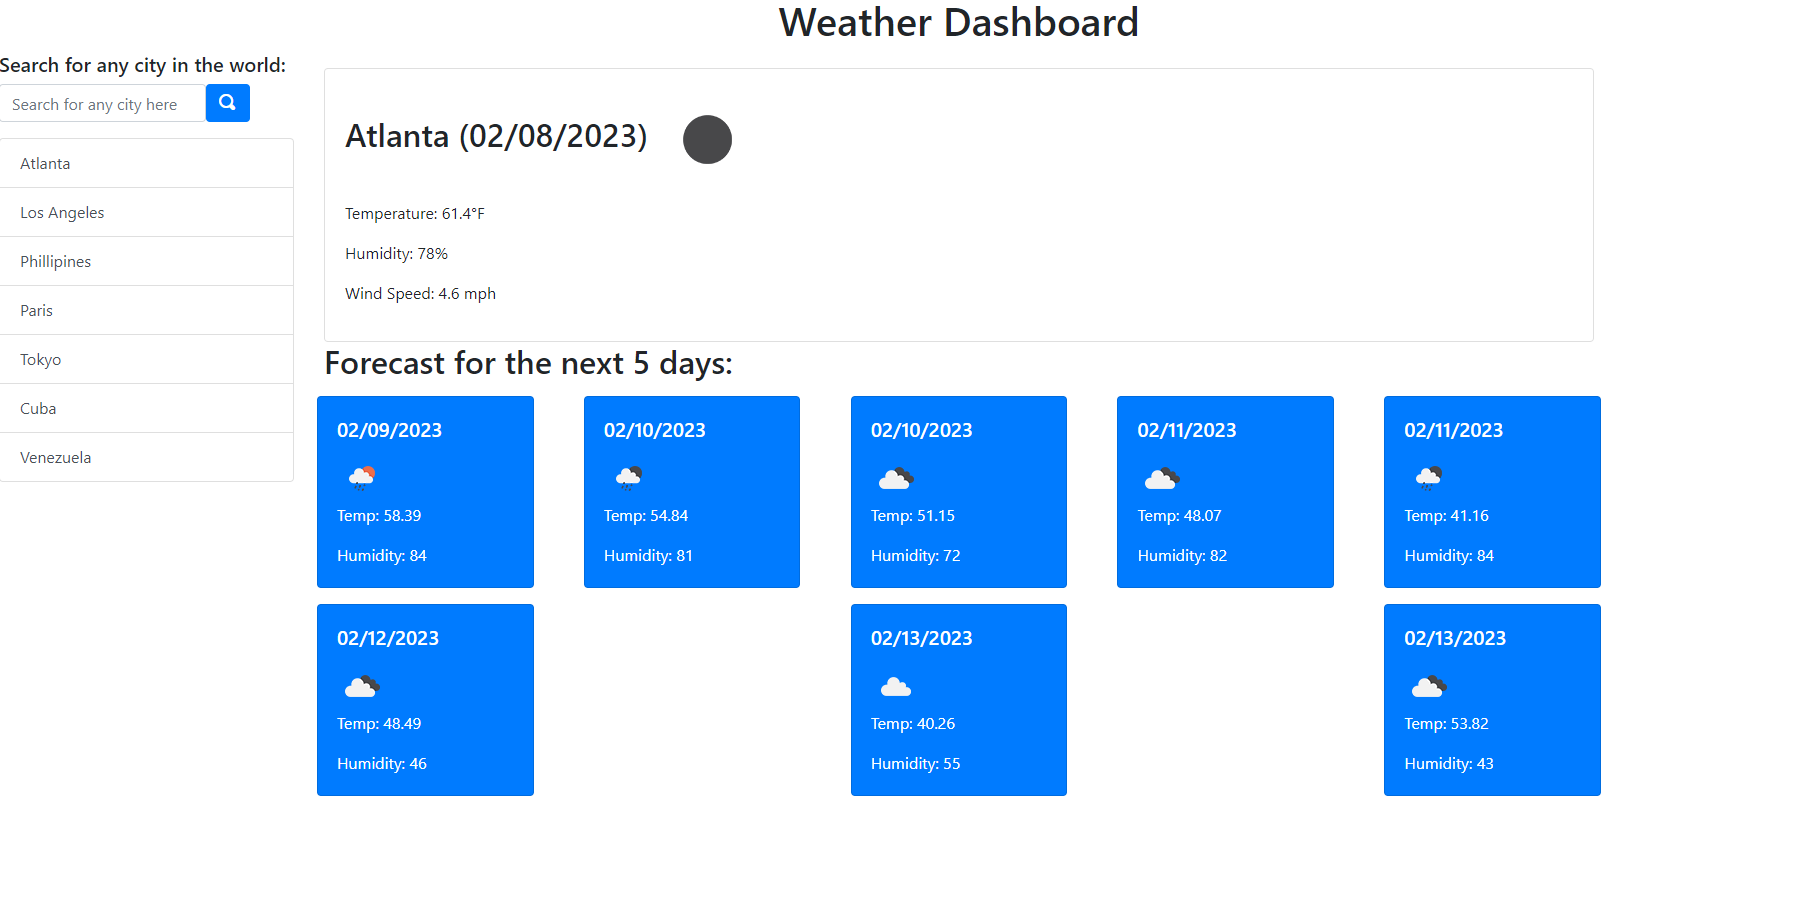 Weather Dashboard
Search for any city in the world:
Search for any city here
Atlanta
Los Angeles
Phillipines
Paris
Tokyo
Cuba
Venezuela
Atlanta (02/08/2023)
Temperature: 61.4°F
Humidity: 78%
Wind Speed: 4.6 mph
Forecast for the next 5 days:
02/09/2023
Temp: 58.39
Humidity: 84
02/10/2023
Temp: 54.84
Humidity: 81
02/10/2023
Temp: 51.15
Humidity: 72
02/11/2023
Temp: 48.07
Humidity: 82
02/11/2023
Temp: 41.16
Humidity: 84
02/12/2023
Temp: 48.49
Humidity: 46
02/13/2023
Temp: 40.26
Humidity: 55
02/13/2023
Temp: 53.82
Humidity: 43